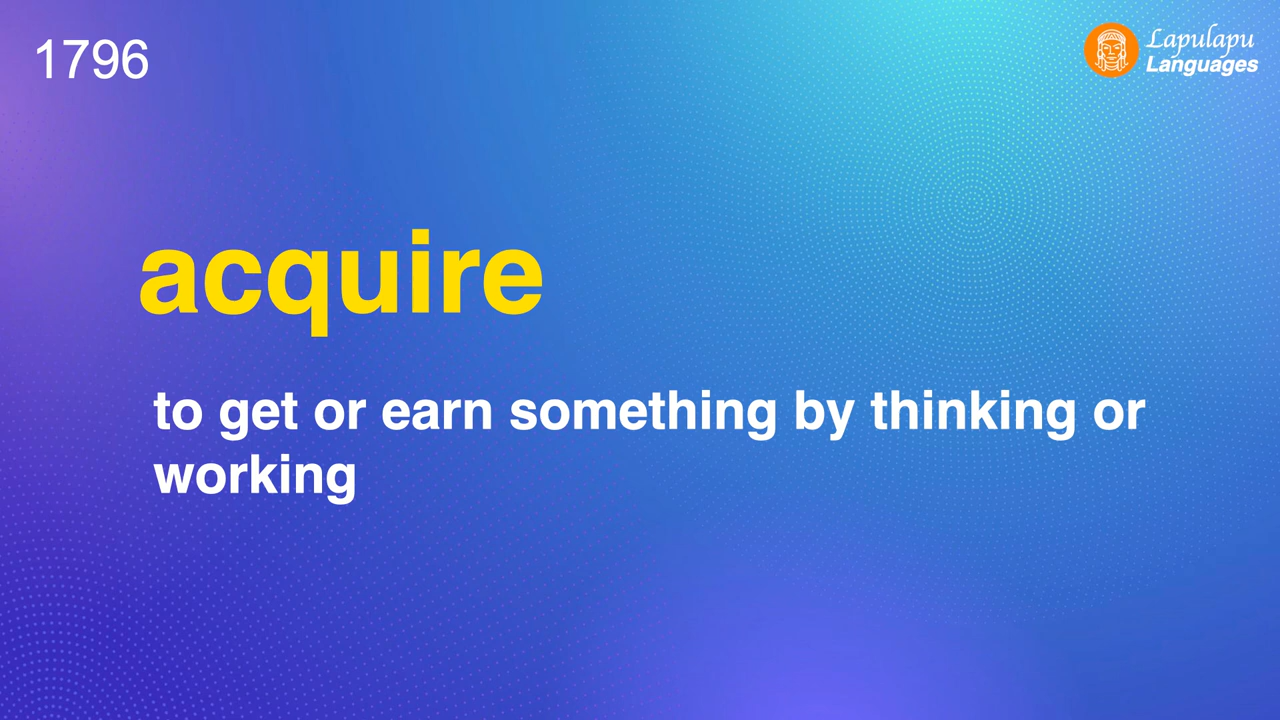 1796
Lapulapu
Languages
acquire
to get or earn something by thinking or
working